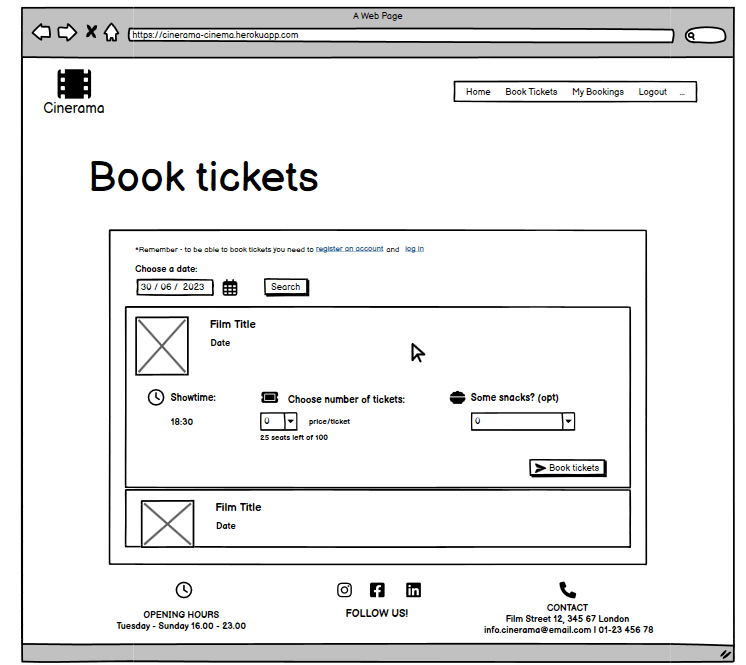 A Web Page
https://cinerama-cinema.herokuapp.com
Cinerama
Home Book Tickets My Bookings Logout ...
Book tickets
*Remember - to be able to book tickets you need to register an account and log in
Choose a date:
30 / 06 / 2023 Search
Film Title
Date
Showtime: Choose number of tickets: Some snacks? (opt)
18:30 0 price/ticket 0
25 seats left of 100
Book tickets
Film Title
Date
OPENING HOURS FOLLOW US! CONTACT
Tuesday - Sunday 16.00 - 23.00 Film Street 12, 345 67 London
info.cinerama@email.com I 01-23 456 78